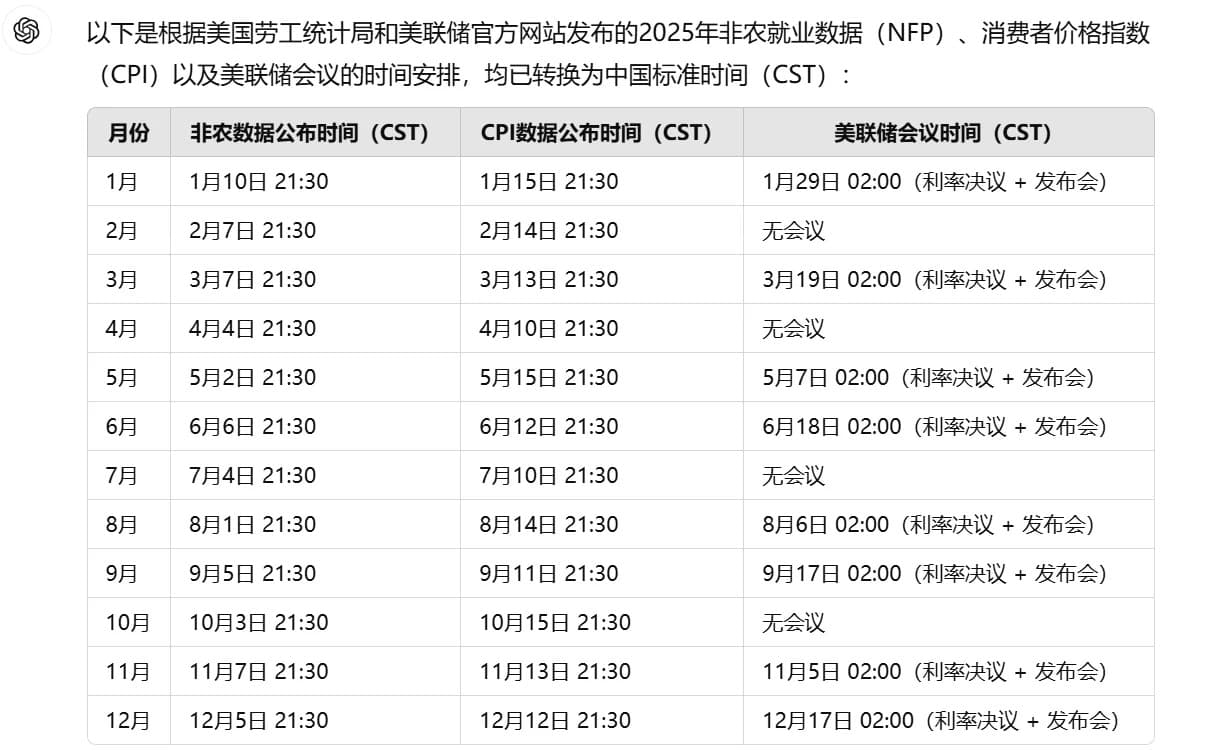 以下是根据美国劳工统计局和美联储官方网站发布的2025年非农就业数据（NFP）、消费者价格指数
（CPI）以及美联储会议的时间安排，均已转换为中国标准时间（CST）：
月份 非农数据公布时间（CST） CPI数据公布时间（CST） 美联储会议时间（CST）
1月 1月10日 21:30 1月15日 21:30 1月29日 02:00（利率决议 + 发布会）
2月 2月7日 21:30 2月14日 21:30 无会议
3月 3月7日 21:30 3月13日 21:30 3月19日 02:00（利率决议 + 发布会）
4月 4月4日 21:30 4月10日 21:30 无会议
5月 5月2日 21:30 5月15日 21:30 5月7日 02:00（利率决议 + 发布会）
6月 6月6日 21:30 6月12日 21:30 6月18日 02:00（利率决议 + 发布会）
7月 7月4日 21:30 7月10日 21:30 无会议
8月 8月1日 21:30 8月14日 21:30 8月6日 02:00（利率决议 + 发布会）
9月 9月5日 21:30 9月11日 21:30 9月17日 02:00（利率决议 + 发布会）
10月 10月3日 21:30 10月15日 21:30 无会议
11月 11月7日 21:30 11月13日 21:30 11月5日 02:00（利率决议 + 发布会）
12月 12月5日 21:30 12月12日 21:30 12月17日 02:00（利率决议 + 发布会）